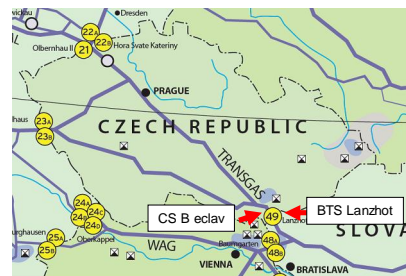 wickau
Dresden
22A
22B
Olbernhau II
21
Hora Svate Kateriny
PRAGUE
23A
haus
23B
CZECH REPUBLIC
TRANSGAS
24A
24C
24B
24D
Oberkappel
CS B eclav
49
Lanzhot
BTS Lanzhot
SLOVA
25A
urghausen
25B
WAG
Baumgarten
48A
48B
VIENNA
BRATISLAVA